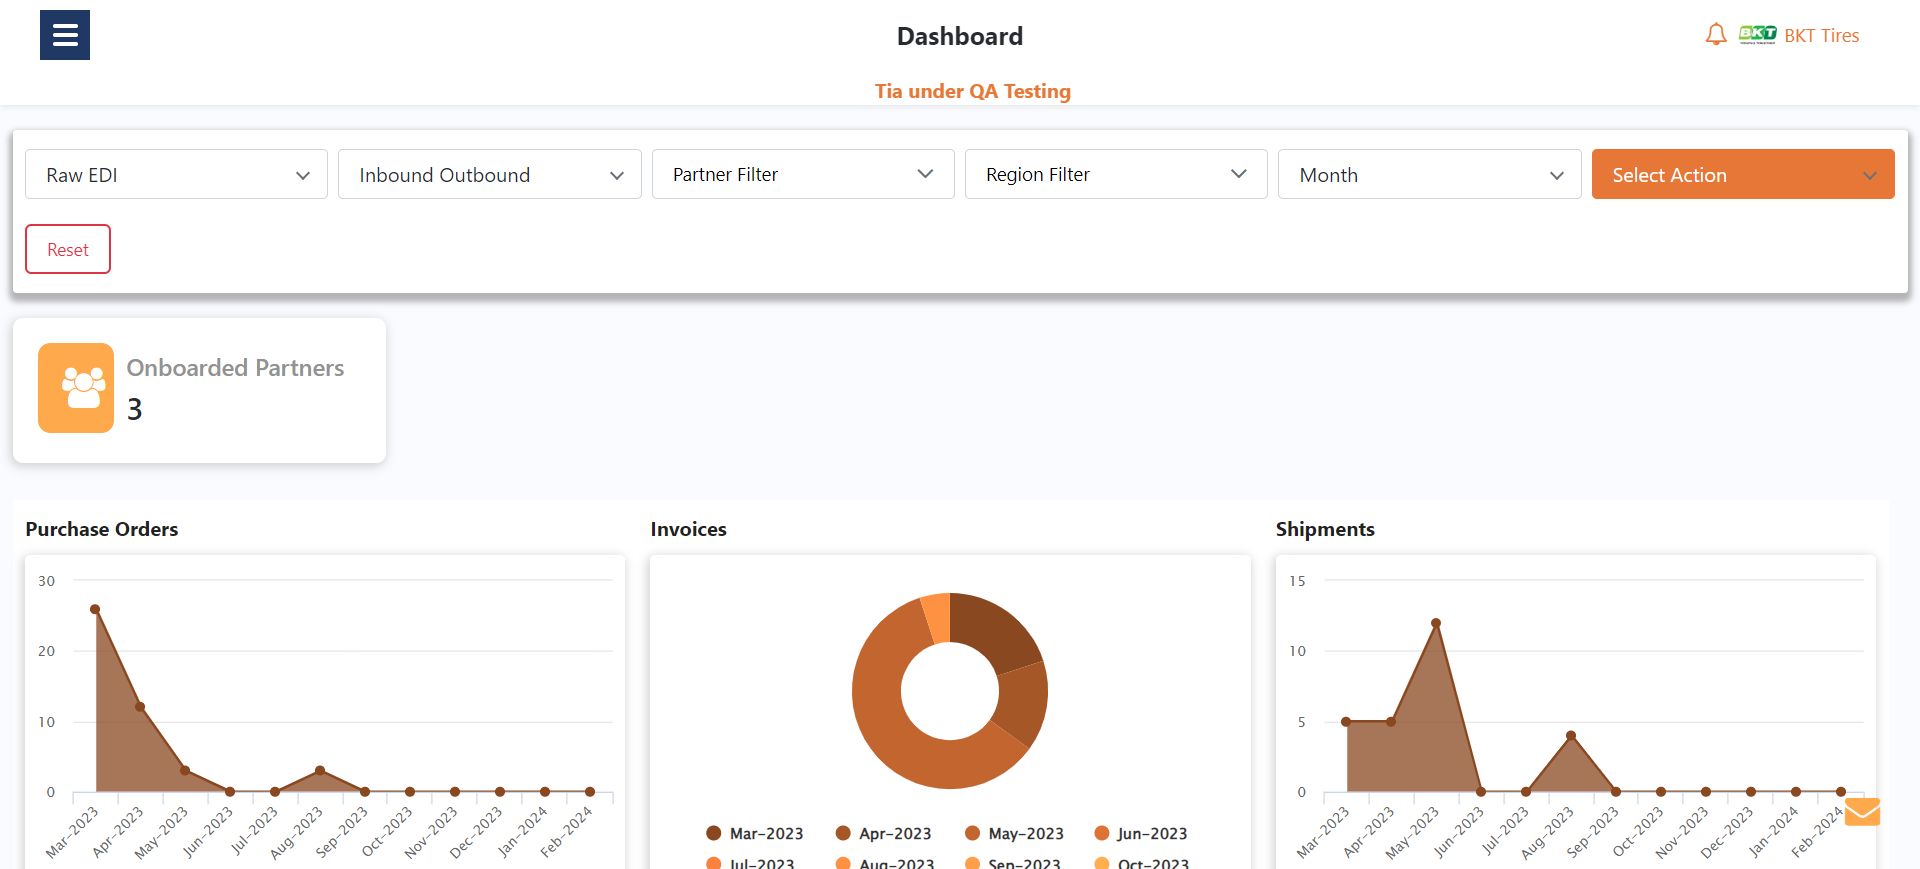 Dashboard
BKT BKT Tires
Tia under QA Testing
Raw EDI
Inbound Outbound
Partner Filter
Region Filter
Month
Select Action
Reset
Onboarded Partners
3
Purchase Orders
30
20
10
0
Mar-2023
Apr-2023
May-2023
Jun-2023
Jul-2023
Aug-2023
Sep-2023
Oct-2023
Nov-2023
Dec-2023
Jan-2024
Feb-2024
Invoices
Mar-2023 Apr-2023 May-2023 Jun-2023
Jul-2023 Aug-2023 Sep-2023 Oct-2023
Shipments
15
10
5
0
Mar-2023
Apr-2023
May-2023
Jun-2023
Jul-2023
Aug-2023
Sep-2023
Oct-2023
Nov-2023
Dec-2023
Jan-2024
Feb-2024